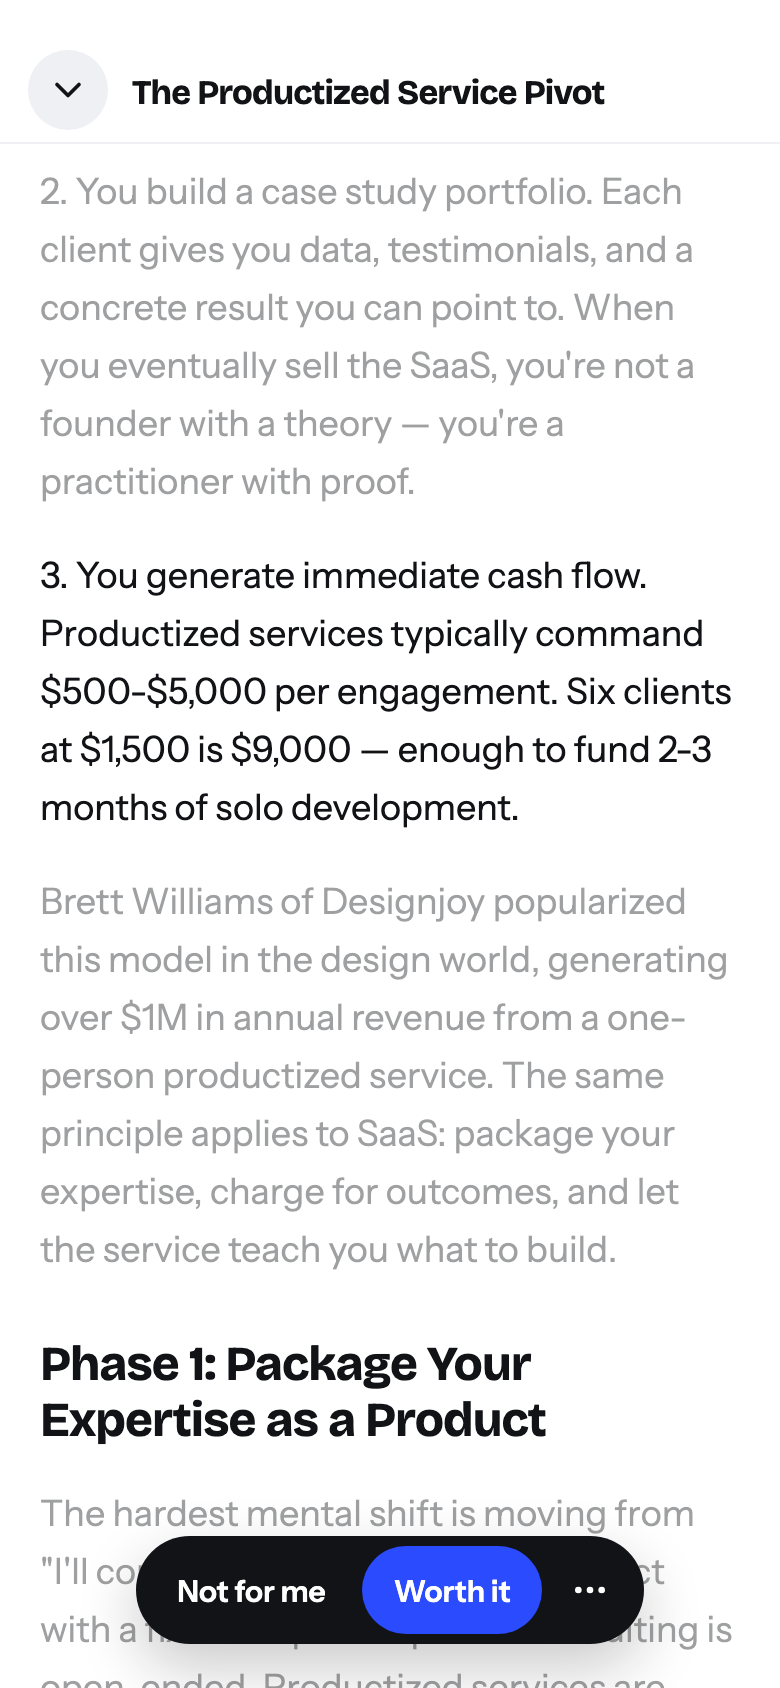 The Productized Service Pivot
2. You build a case study portfolio. Each
client gives you data, testimonials, and a
concrete result you can point to. When
you eventually sell the SaaS, you're not a
founder with a theory — you're a
practitioner with proof.
3. You generate immediate cash flow.
Productized services typically command
$500–$5,000 per engagement. Six clients
at $1,500 is $9,000 — enough to fund 2–3
months of solo development.
Brett Williams of Designjoy popularized
this model in the design world, generating
over $1M in annual revenue from a one-
person productized service. The same
principle applies to SaaS: package your
expertise, charge for outcomes, and let
the service teach you what to build.
Phase 1: Package Your
Expertise as a Product
The hardest mental shift is moving from
"I'll
with a is
Not for me Worth it
open-ended. Productized services are